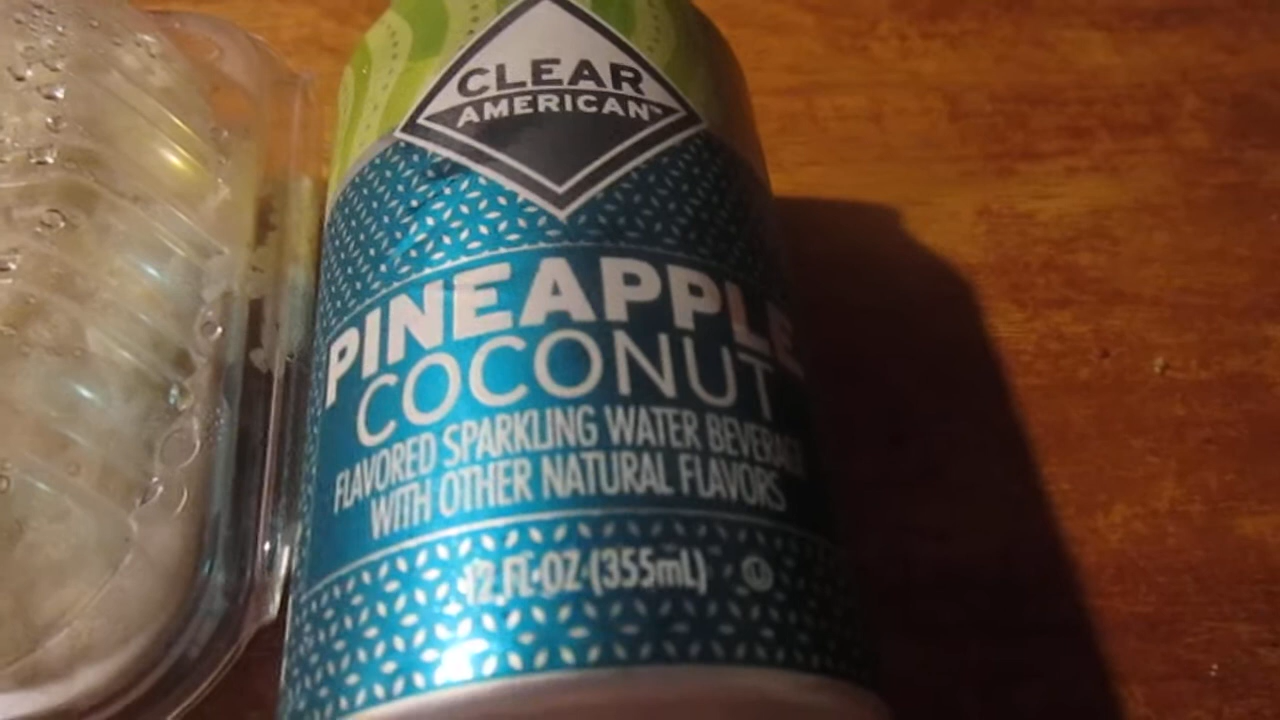 CLEAR
AMERICAN™
PINEAPPLE
COCONUT
FLAVORED SPARKLING WATER BEVERAGE
WITH OTHER NATURAL FLAVORS
12 FL OZ (355mL) U